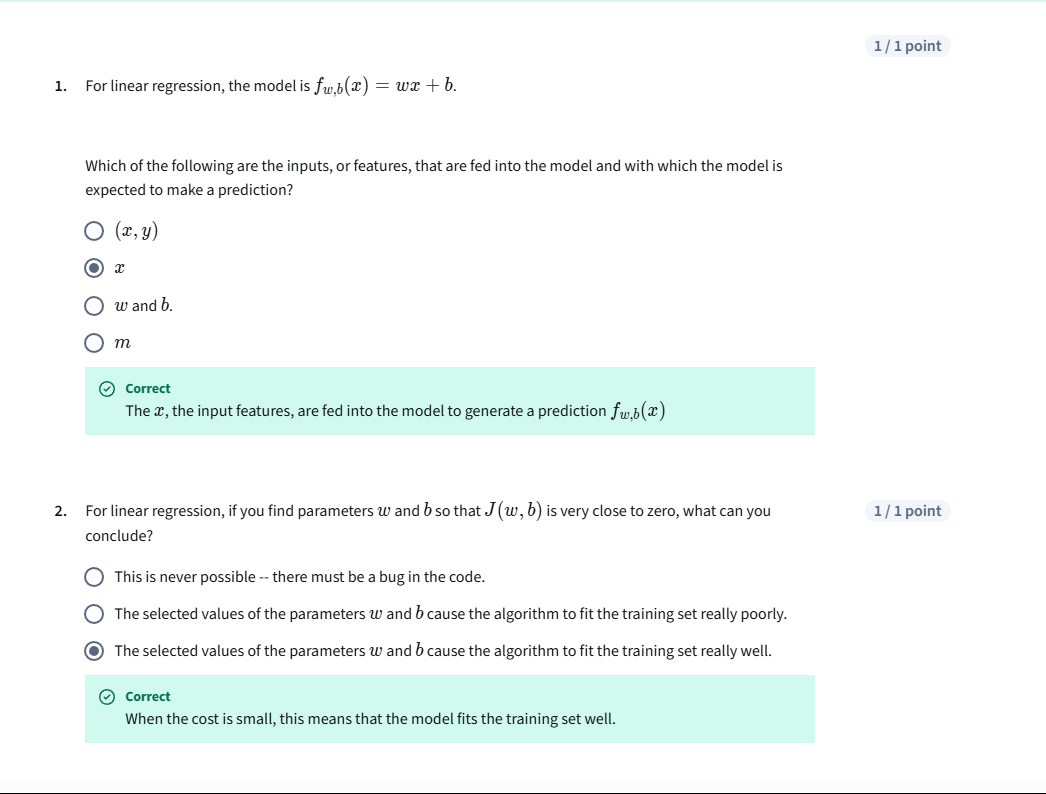 1 / 1 point
1. For linear regression, the model is f_{w,b}(x) = wx + b.
Which of the following are the inputs, or features, that are fed into the model and with which the model is
expected to make a prediction?
(x, y)
x
w and b.
m
Correct
The x, the input features, are fed into the model to generate a prediction f_{w,b}(x)
2. For linear regression, if you find parameters w and b so that J(w, b) is very close to zero, what can you
1 / 1 point
conclude?
This is never possible -- there must be a bug in the code.
The selected values of the parameters w and b cause the algorithm to fit the training set really poorly.
The selected values of the parameters w and b cause the algorithm to fit the training set really well.
Correct
When the cost is small, this means that the model fits the training set well.